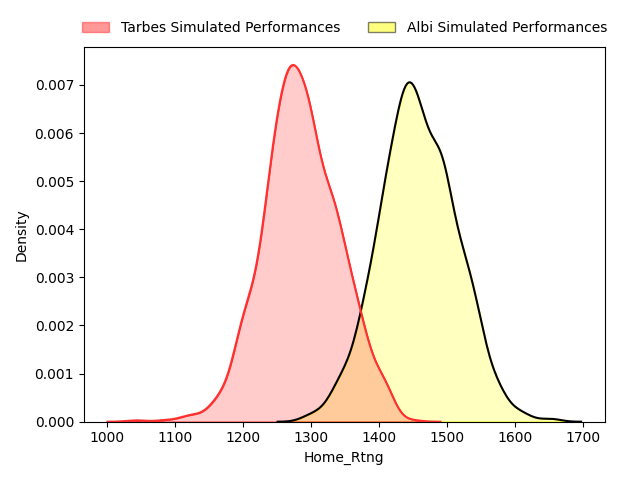 Tarbes Simulated Performances Albi Simulated Performances
0.007
0.006
0.005
0.004
0.003
0.002
0.001
0.000
Density
1000 1100 1200 1300 1400 1500 1600 1700
Home_Rtng